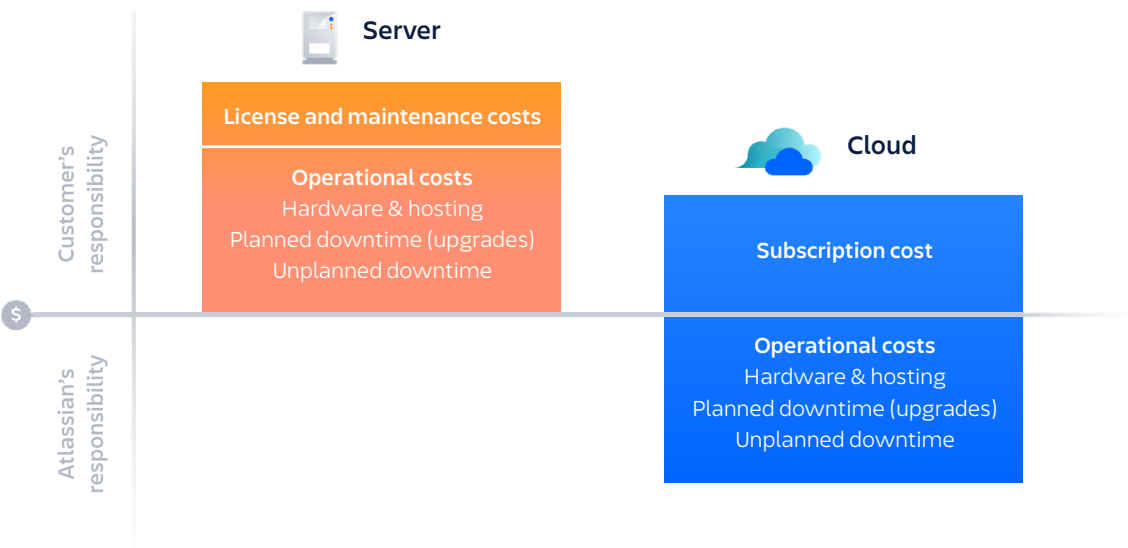 Server
License and maintenance costs
Operational costs
Hardware & hosting
Planned downtime (upgrades)
Unplanned downtime
Customer's
responsibility
Cloud
Subscription cost
$
Operational costs
Hardware & hosting
Planned downtime (upgrades)
Unplanned downtime
Atlassian's
responsibility